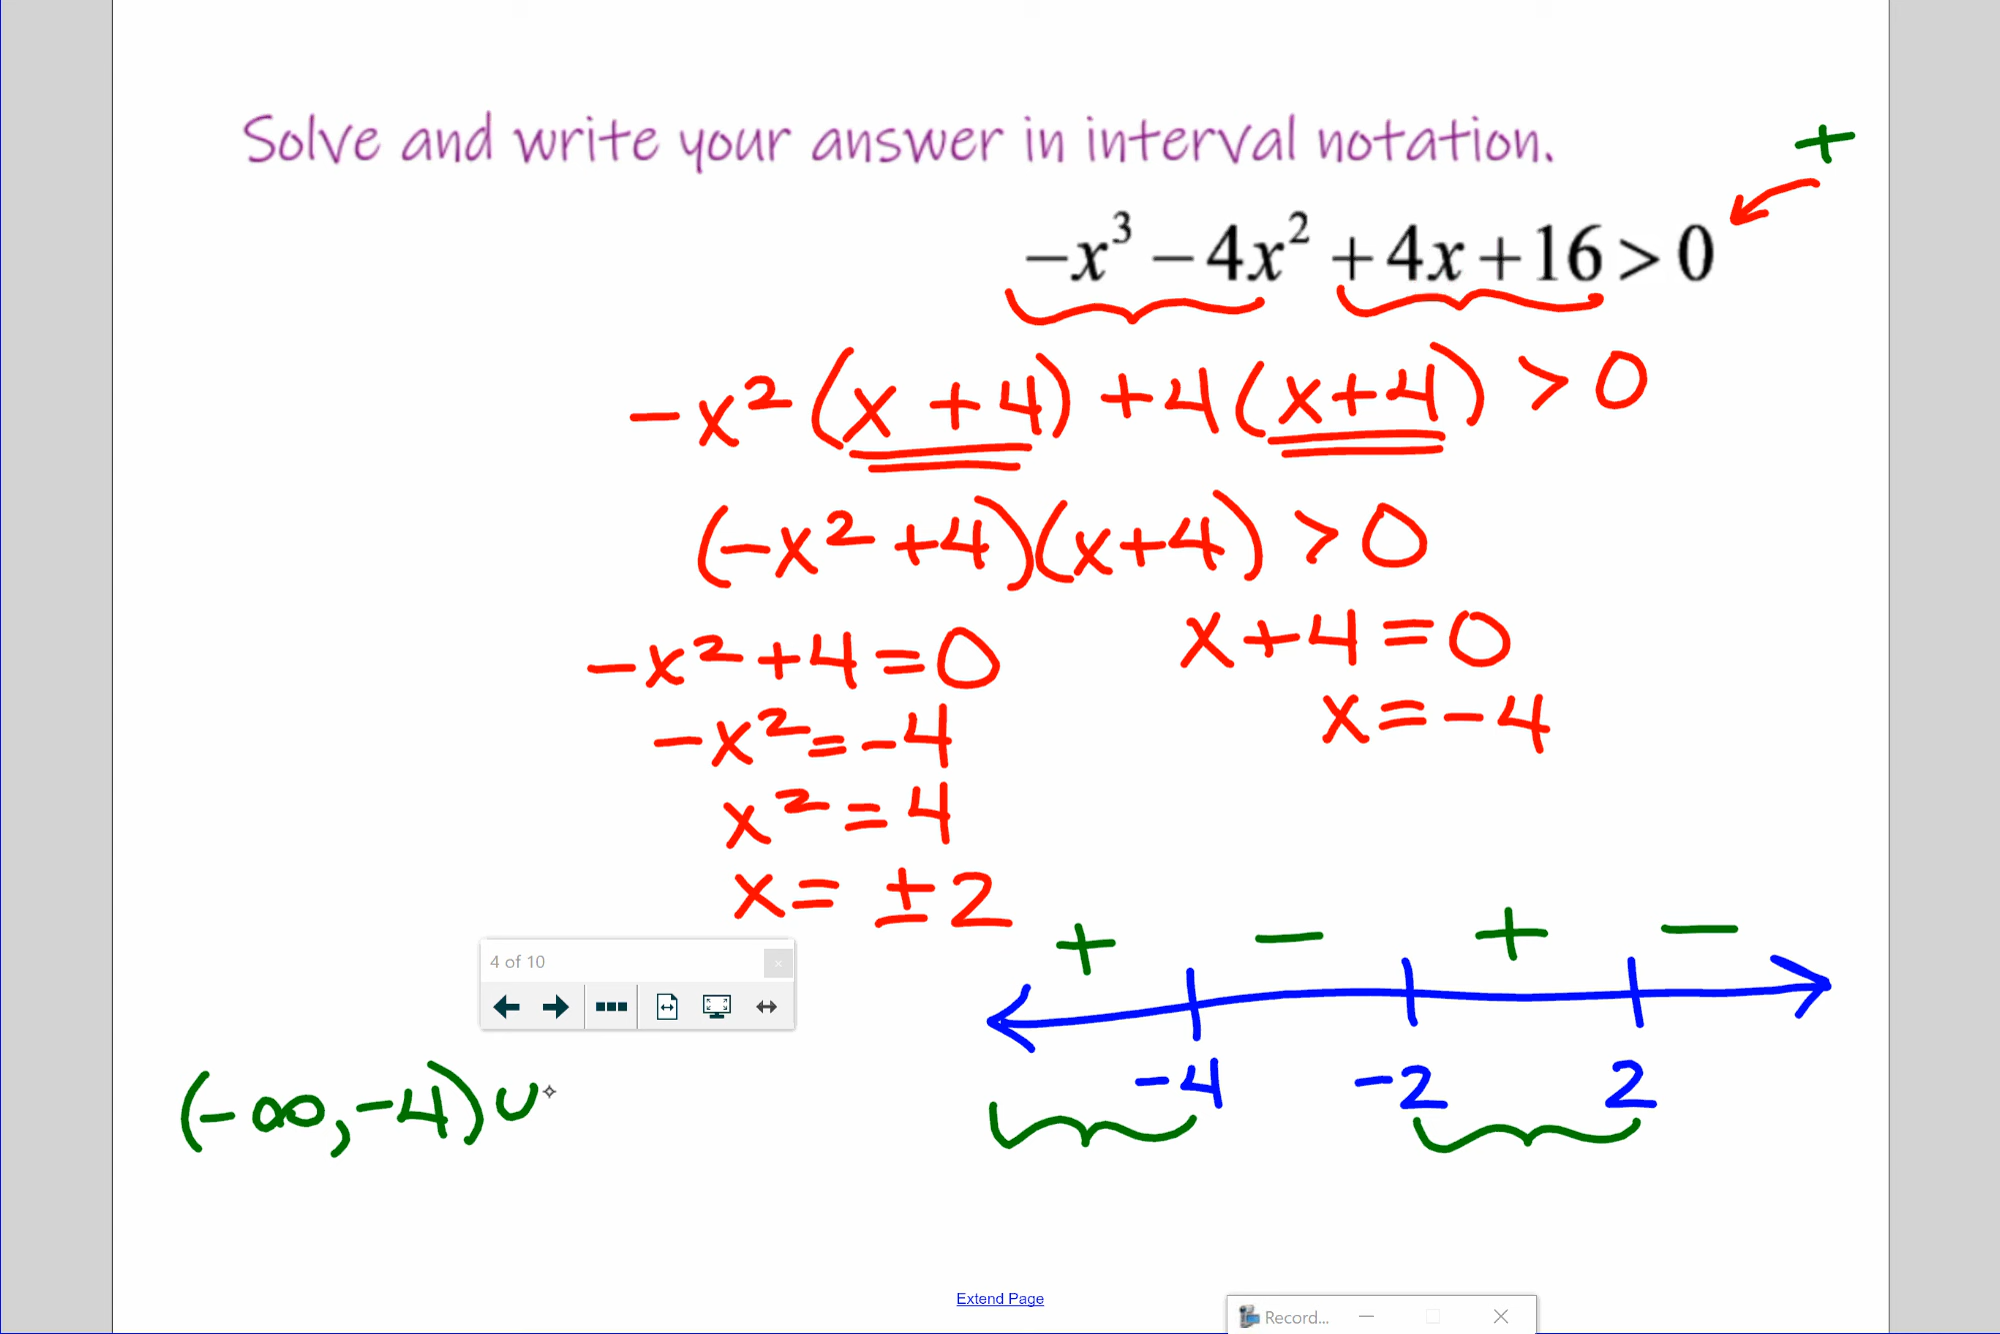 Solve and write your answer in interval notation.
+
-x³ - 4x² + 4x + 16 > 0
-x²(x + 4) + 4(x + 4) > 0
(-x² + 4)(x + 4) > 0
-x² + 4 = 0
x + 4 = 0
-x² = -4
x = -4
x² = 4
x = ±2
+ - + -
4 of 10
-4 -2 2
(-∞, -4) ∪
Extend Page
Record...